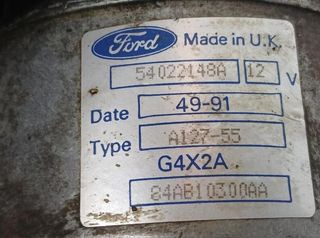 Ford Made in U.K.
54022148A 12 V
Date 49-91
Type A127-55
G4X2A
84AB10300AA